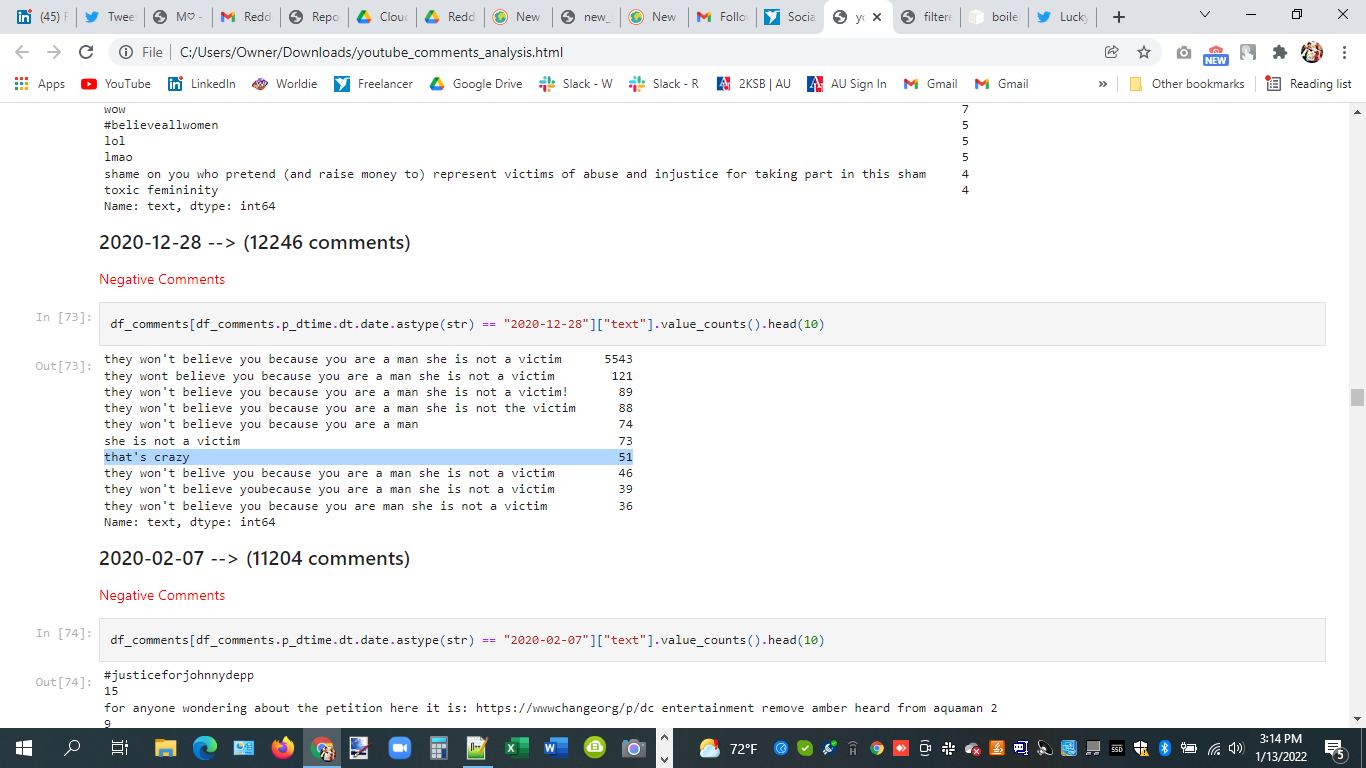 (45) F
Twee
M♡ -
Redd
Repo
Clou
Redd
New
new_
New
Follo
Socia
yo
filtere
boile
Lucky
File C:/Users/Owner/Downloads/youtube_comments_analysis.html
NEW
Apps YouTube LinkedIn Worldie Freelancer Google Drive Slack - W Slack - R 2KSB | AU AU Sign In Gmail Gmail » Other bookmarks Reading list
wow 7
#believeallwomen 5
lol 5
lmao 5
shame on you who pretend (and raise money to) represent victims of abuse and injustice for taking part in this sham 4
toxic femininity 4
Name: text, dtype: int64
2020-12-28 --> (12246 comments)
Negative Comments
In [73]: df_comments[df_comments.p_dtime.dt.date.astype(str) == "2020-12-28"]["text"].value_counts().head(10)
Out[73]: they won't believe you because you are a man she is not a victim 5543
they wont believe you because you are a man she is not a victim 121
they won't believe you because you are a man she is not a victim! 89
they won't believe you because you are a man she is not the victim 88
they won't believe you because you are a man 74
she is not a victim 73
that's crazy 51
they won't belive you because you are a man she is not a victim 46
they won't believe youbecause you are a man she is not a victim 39
they won't believe you because you are man she is not a victim 36
Name: text, dtype: int64
2020-02-07 --> (11204 comments)
Negative Comments
In [74]: df_comments[df_comments.p_dtime.dt.date.astype(str) == "2020-02-07"]["text"].value_counts().head(10)
Out[74]: #justiceforjohnnydepp
15
for anyone wondering about the petition here it is: https://wwwchangeorg/p/dc entertainment remove amber heard from aquaman 2
9
72°F
3:14 PM
1/13/2022
5